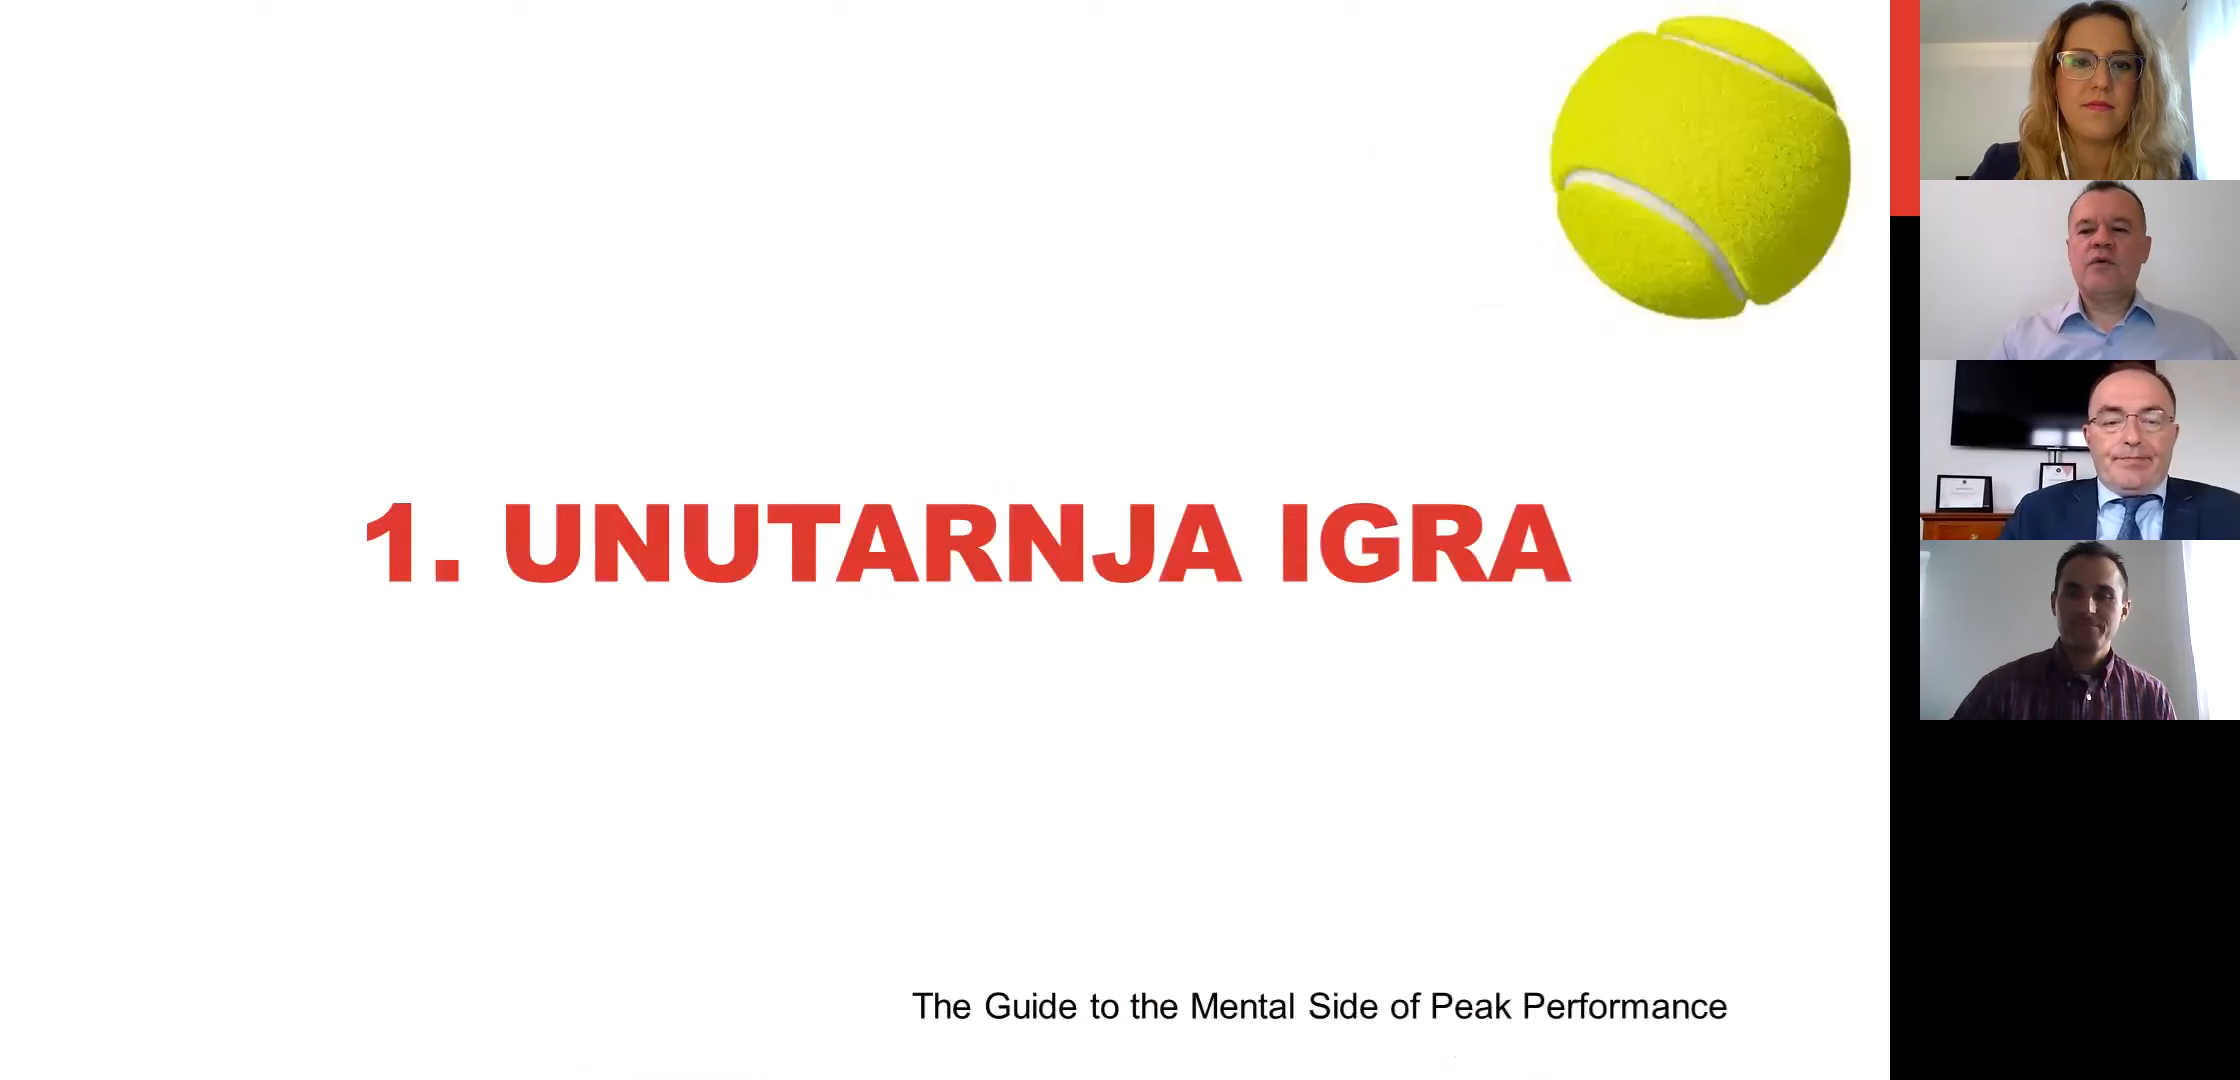 1. UNUTARNJA IGRA
The Guide to the Mental Side of Peak Performance